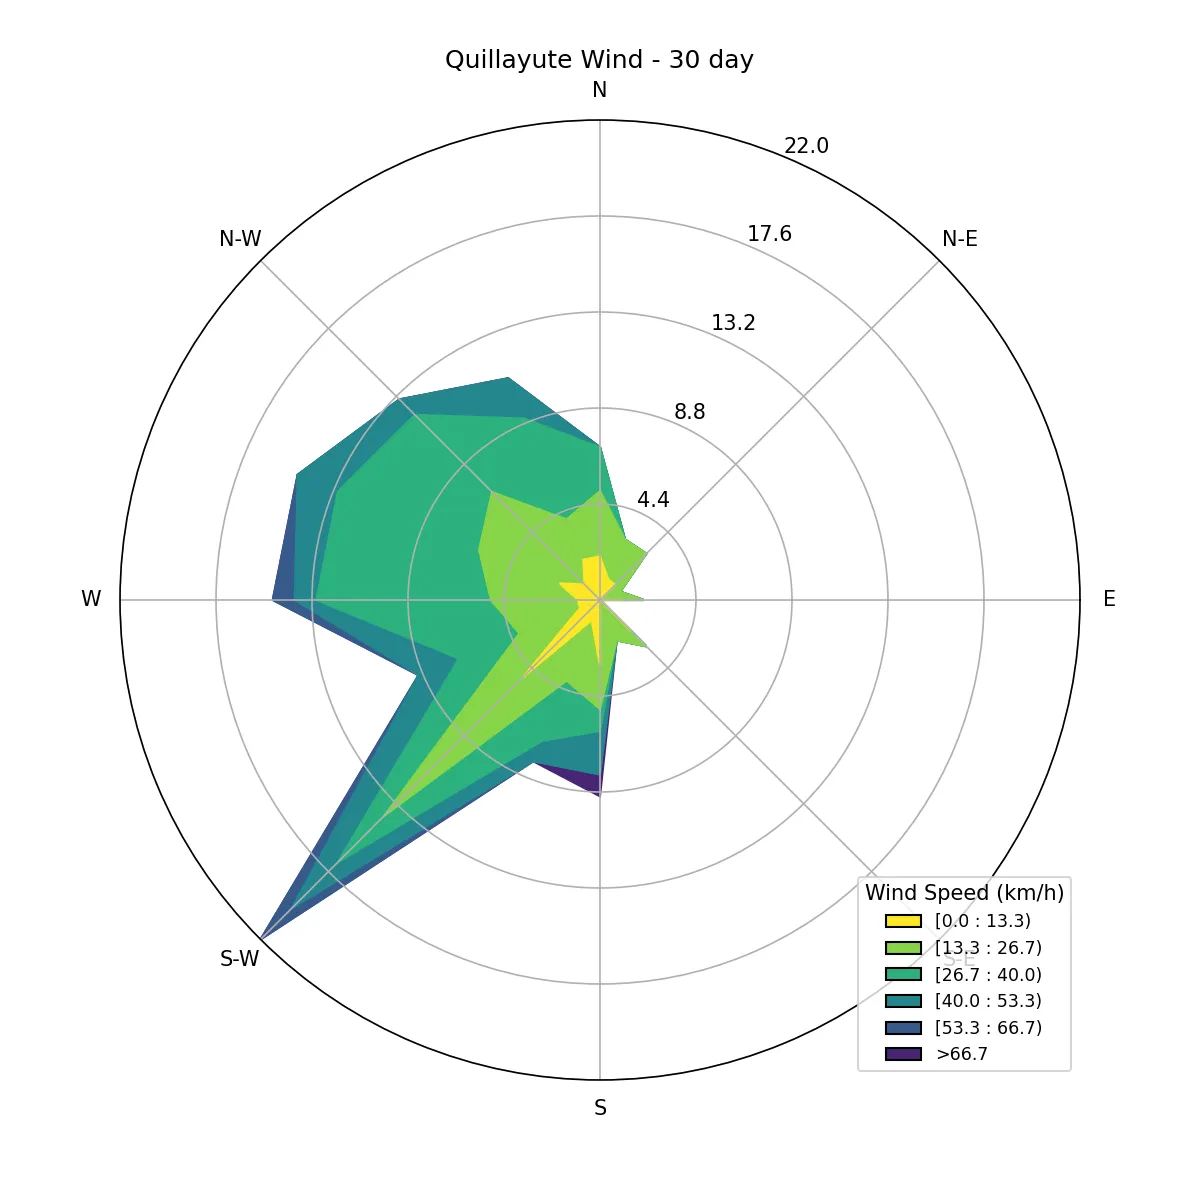 Quillayute Wind - 30 day
N
22.0
17.6
N-W
N-E
13.2
8.8
4.4
W
E
S-W
S-E
Wind Speed (km/h)
[0.0 : 13.3)
[13.3 : 26.7)
[26.7 : 40.0)
[40.0 : 53.3)
[53.3 : 66.7)
>66.7
S